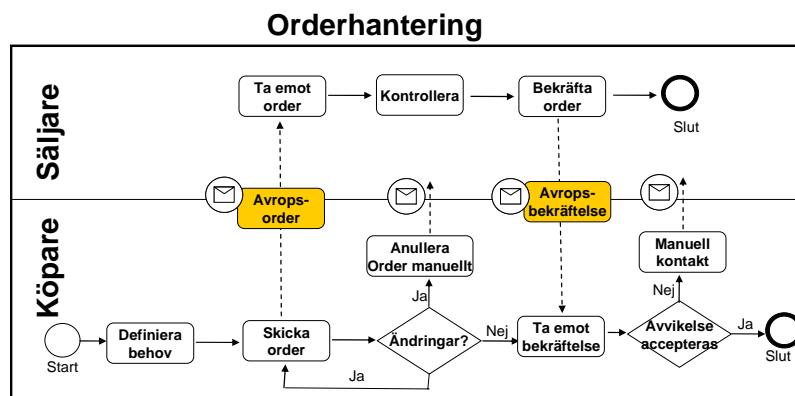 Orderhantering
Säljare
Ta emot
order
Kontrollera
Bekräfta
order
Slut
Avrops-
order
Avrops-
bekräftelse
Köpare
Anullera
Order manuellt
Manuell
kontakt
Ja
Nej
Start
Definiera
behov
Skicka
order
Ändringar?
Nej
Ta emot
bekräftelse
Avvikelse
accepteras
Ja
Slut
Ja